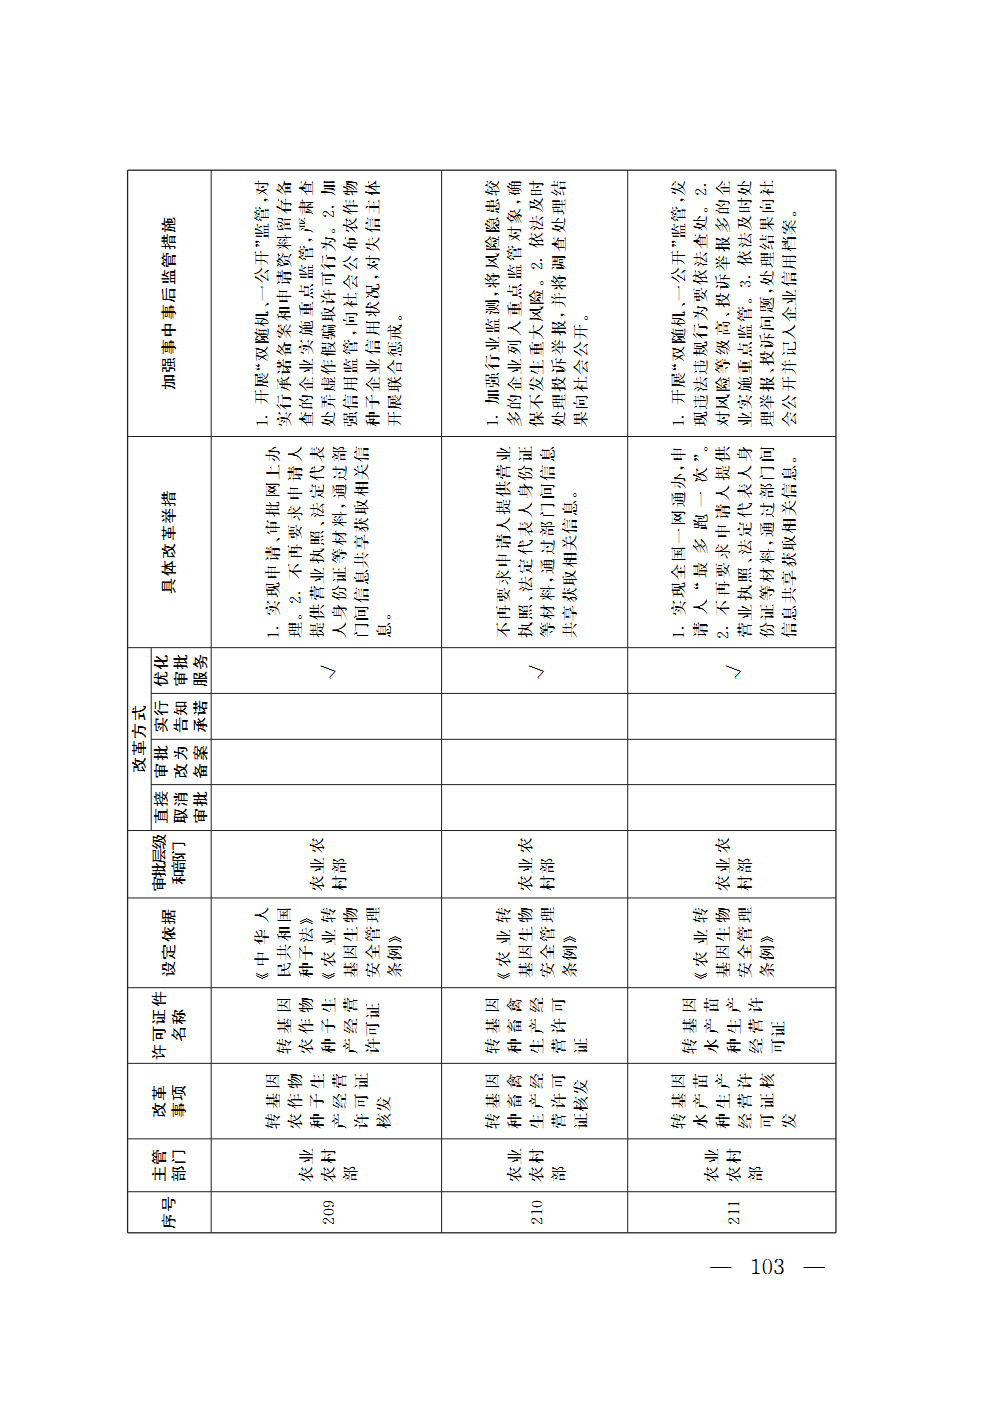 序号
主管
部门
改革
事项
许可证件
名称
设定依据
审批层级
和部门
改革方式
直接
取消
审批
审批
改为
备案
实行
告知
承诺
优化
审批
服务
具体改革举措
加强事中事后监管措施
209
农业
农村
部
转基因
农作物
种子生
产经营
许可证
核发
转基因
农作物
种子生
产经营
许可证
《中华人
民共和国
种子法》
《农业转
基因生物
安全管理
条例》
农业农
村部
√
1. 实现申请、审批网上办
理。2. 不再要求申请人
提供营业执照、法定代表
人身份证等材料,通过部
门间信息共享获取相关信
息。
1. 开展“双随机、一公开”监管,对
实行承诺备案和申请资料留存备
查的企业实施重点监管,严肃查
处弄虚作假骗取许可行为。2. 加
强信用监管,向社会公布农作物
种子企业信用状况,对失信主体
开展联合惩戒。
210
农业
农村
部
转基因
种畜禽
生产经
营许可
证核发
转基因
种畜禽
生产经
营许可
证
《农业转
基因生物
安全管理
条例》
农业农
村部
√
不再要求申请人提供营业
执照、法定代表人身份证
等材料,通过部门间信息
共享获取相关信息。
1. 加强行业监测,将风险隐患较
多的企业列入重点监管对象,确
保不发生重大风险。2. 依法及时
处理投诉举报,并将调查处理结
果向社会公开。
211
农业
农村
部
转基因
水产苗
种生产
经营许
可证核
发
转基因
水产苗
种生产
经营许
可证
《农业转
基因生物
安全管理
条例》
农业农
村部
√
1. 实现全国一网通办,申
请人“最多跑一次”。
2. 不再要求申请人提供
营业执照、法定代表人身
份证等材料,通过部门间
信息共享获取相关信息。
1. 开展“双随机、一公开”监管,发
现违法违规行为要依法查处。2.
对风险等级高、投诉举报多的企
业实施重点监管。3. 依法及时处
理举报、投诉问题,处理结果向社
会公开并记入企业信用档案。
— 103 —